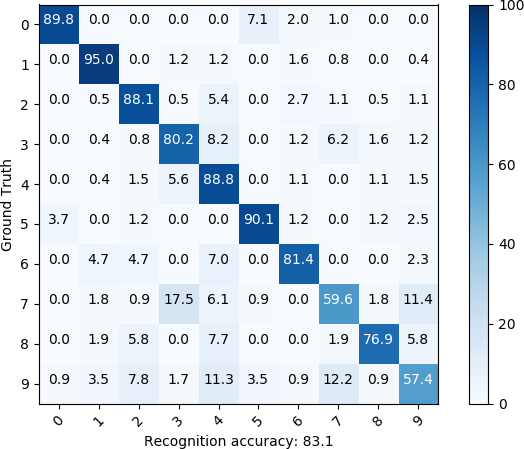 0 89.8 0.0 0.0 0.0 0.0 7.1 2.0 1.0 0.0 0.0
1 0.0 95.0 0.0 1.2 1.2 0.0 1.6 0.8 0.0 0.4
2 0.0 0.5 88.1 0.5 5.4 0.0 2.7 1.1 0.5 1.1
3 0.0 0.4 0.8 80.2 8.2 0.0 1.2 6.2 1.6 1.2
4 0.0 0.4 1.5 5.6 88.8 0.0 1.1 0.0 1.1 1.5
5 3.7 0.0 1.2 0.0 0.0 90.1 1.2 0.0 1.2 2.5
6 0.0 4.7 4.7 0.0 7.0 0.0 81.4 0.0 0.0 2.3
7 0.0 1.8 0.9 17.5 6.1 0.9 0.0 59.6 1.8 11.4
8 0.0 1.9 5.8 0.0 7.7 0.0 0.0 1.9 76.9 5.8
9 0.9 3.5 7.8 1.7 11.3 3.5 0.9 12.2 0.9 57.4
0 1 2 3 4 5 6 7 8 9
Ground Truth
Recognition accuracy: 83.1
100
80
60
40
20
0